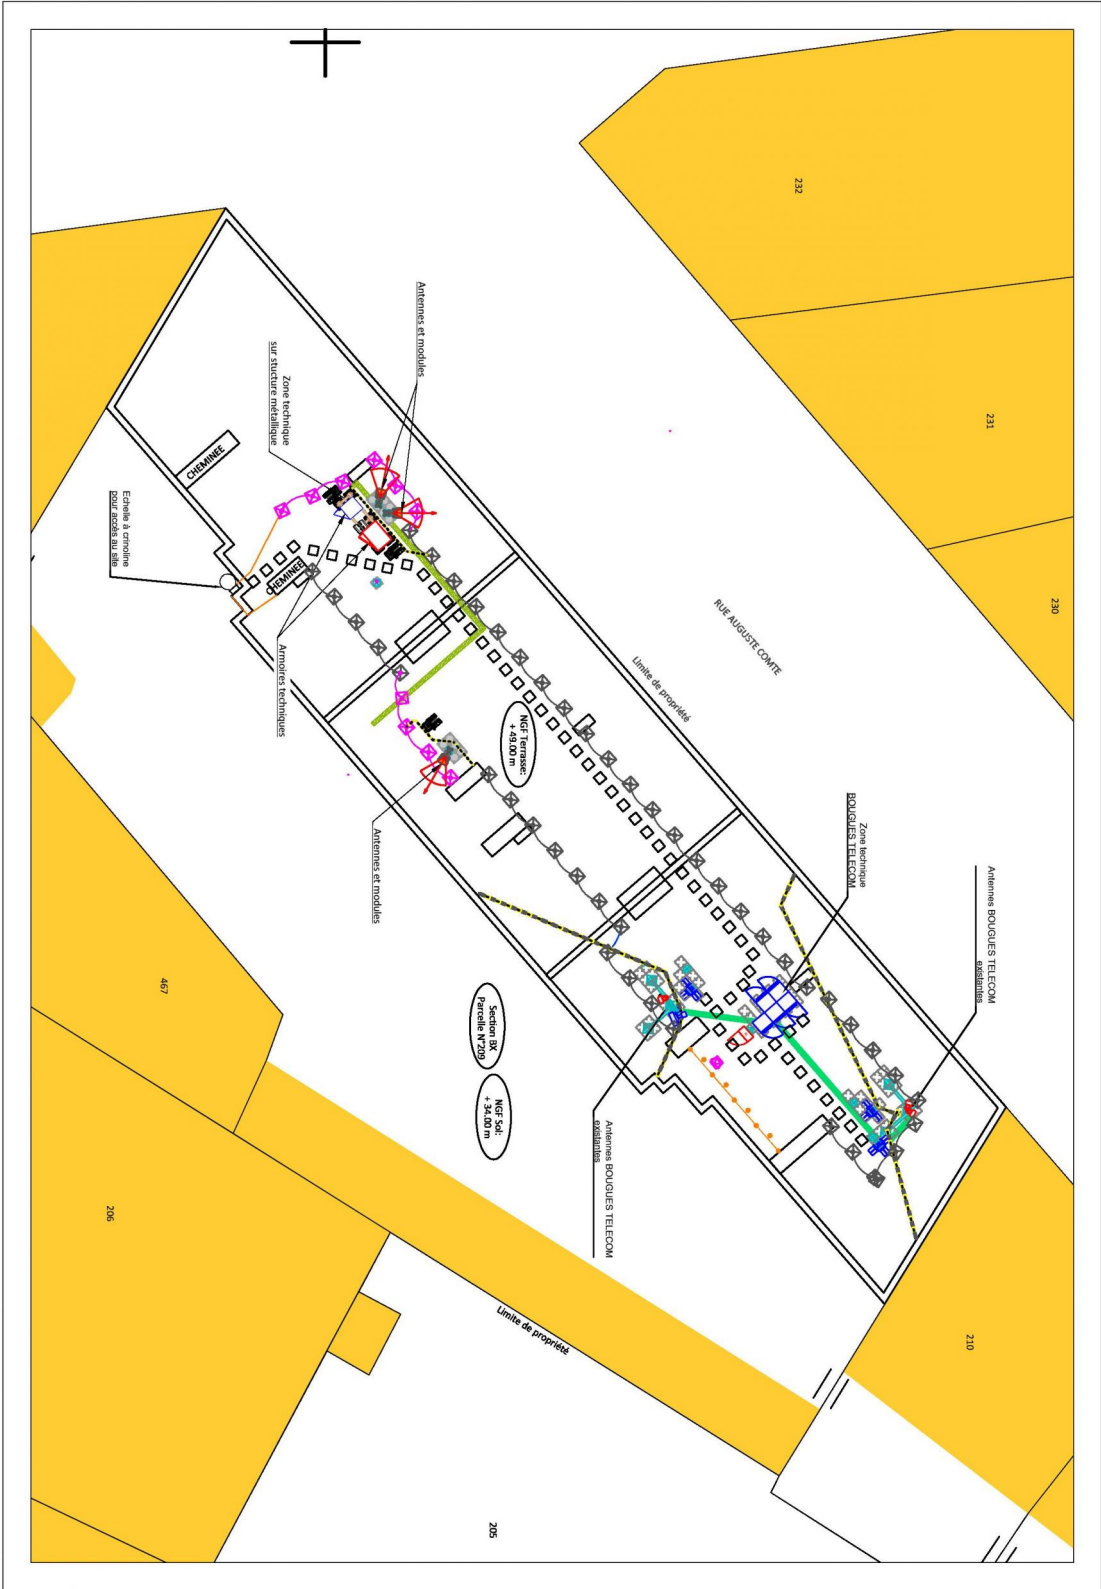 232
231
230
RUE AUGUSTE COMTE
Limite de propriété
Antennes et modules
Zone technique
sur stucture métallique
CHEMINEE
Echelle à crinoline
pour accès au site
CHEMINEE
Armoires techniques
NGF Terrasse:
+ 49.00 m
Antennes et modules
Zone technique
BOUGUES TELECOM
Antennes BOUGUES TELECOM
existantes
Section BX
Parcelle N°209
NGF Sol:
+ 34.00 m
Antennes BOUGUES TELECOM
existantes
467
206
Limite de propriété
210
205